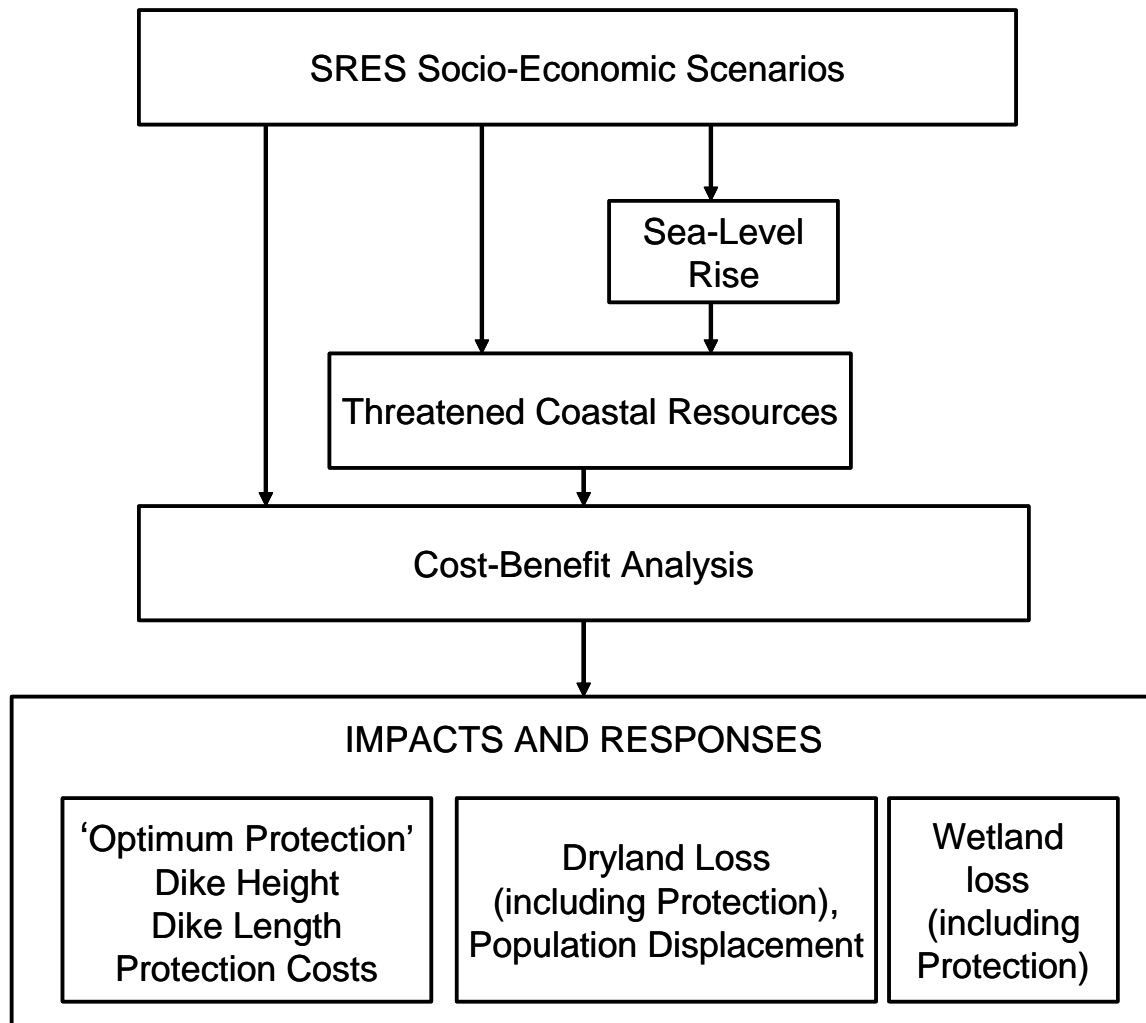 SRES Socio-Economic Scenarios
Sea-Level
Rise
Threatened Coastal Resources
Cost-Benefit Analysis
IMPACTS AND RESPONSES
‘Optimum Protection’
Dike Height
Dike Length
Protection Costs
Dryland Loss
(including Protection),
Population Displacement
Wetland
loss
(including
Protection)